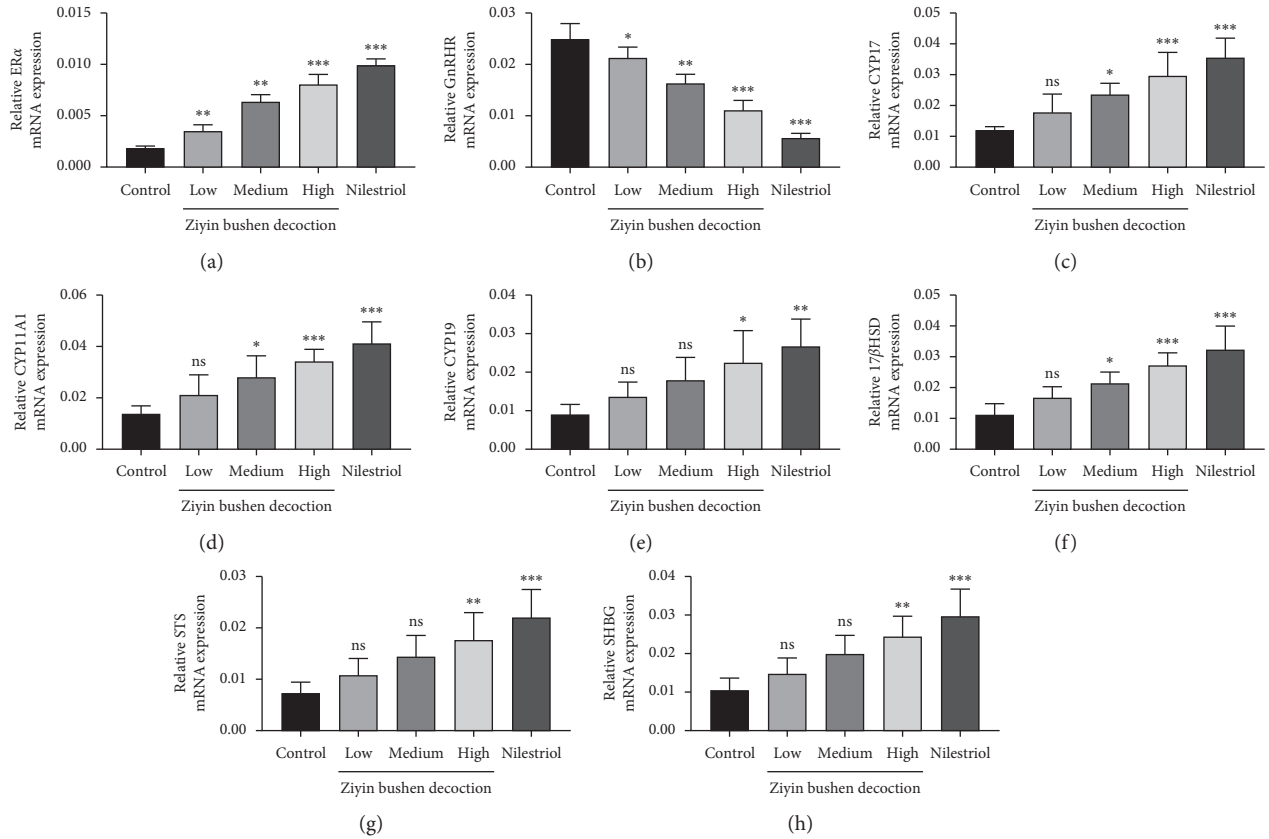 Relative ERα
mRNA expression
0.015
0.010
0.005
0.000
** ** *** ***
Control Low Medium High Nilestriol
Ziyin bushen decoction
(a)
Relative GnRHR
mRNA expression
0.03
0.02
0.01
0.00
* ** *** ***
Control Low Medium High Nilestriol
Ziyin bushen decoction
(b)
Relative CYP17
mRNA expression
0.05
0.04
0.03
0.02
0.01
0.00
ns * *** ***
Control Low Medium High Nilestriol
Ziyin bushen decoction
(c)
Relative CYP11A1
mRNA expression
0.06
0.04
0.02
0.00
ns * *** ***
Control Low Medium High Nilestriol
Ziyin bushen decoction
(d)
Relative CYP19
mRNA expression
0.04
0.03
0.02
0.01
0.00
ns ns * **
Control Low Medium High Nilestriol
Ziyin bushen decoction
(e)
Relative 17βHSD
mRNA expression
0.05
0.04
0.03
0.02
0.01
0.00
ns * *** ***
Control Low Medium High Nilestriol
Ziyin bushen decoction
(f)
Relative STS
mRNA expression
0.03
0.02
0.01
0.00
ns ns ** ***
Control Low Medium High Nilestriol
Ziyin bushen decoction
(g)
Relative SHBG
mRNA expression
0.04
0.03
0.02
0.01
0.00
ns ns ** ***
Control Low Medium High Nilestriol
Ziyin bushen decoction
(h)